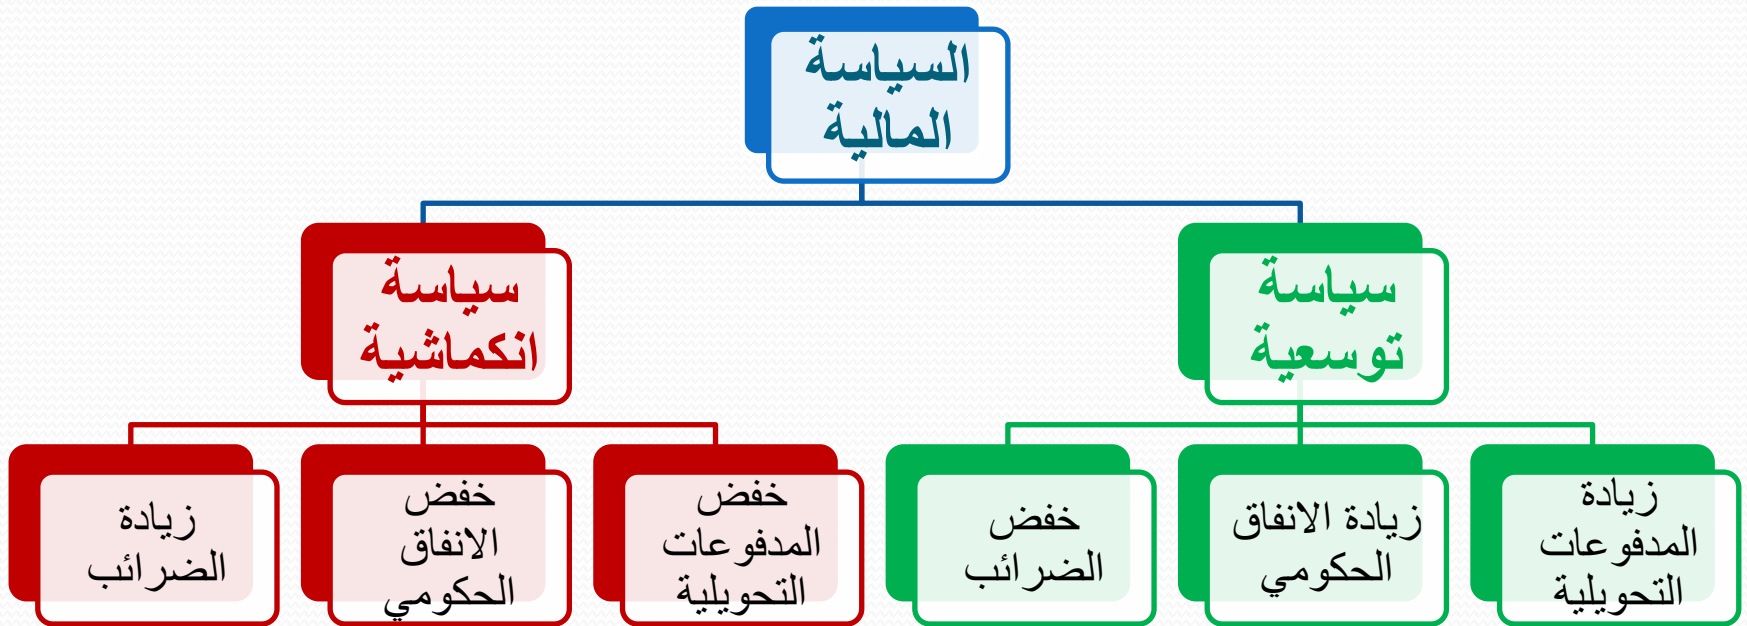 السياسة
المالية
سياسة
توسعية
سياسة
انكماشية
زيادة
المدفوعات
التحويلية
زيادة الانفاق
الحكومي
خفض
الضرائب
خفض
المدفوعات
التحويلية
خفض
الانفاق
الحكومي
زيادة
الضرائب